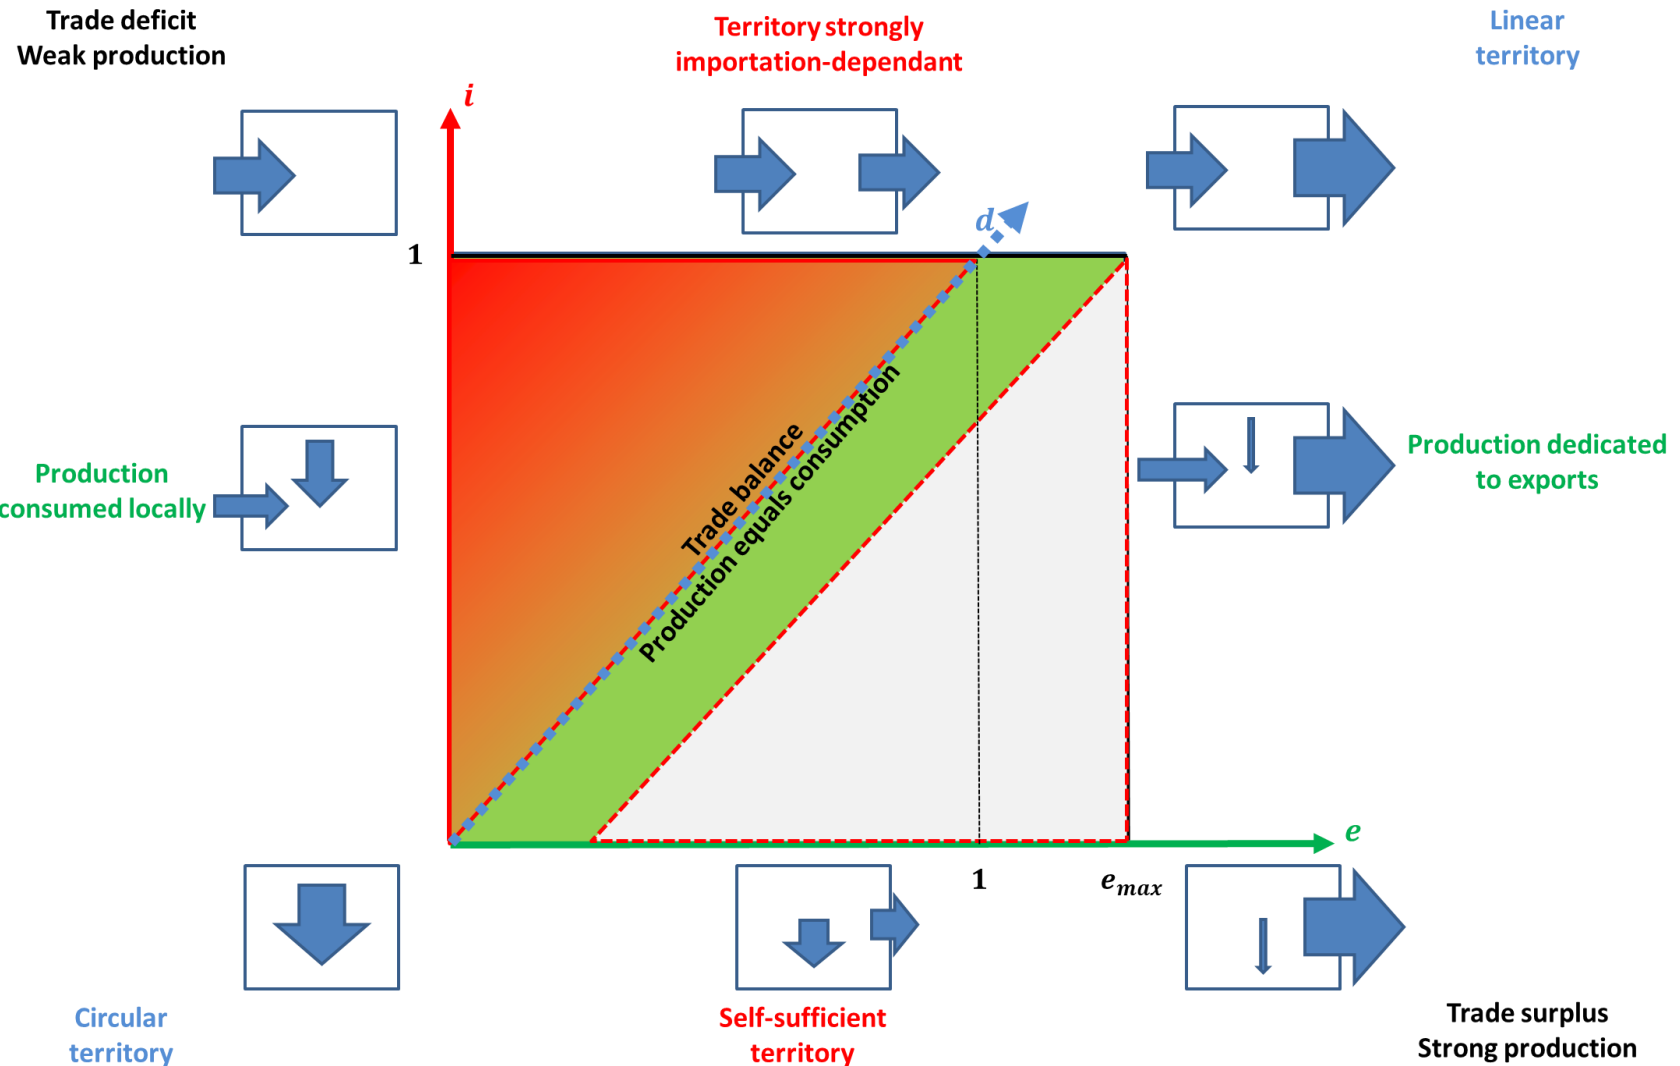 Trade deficit
Weak production
Territory strongly
importation-dependant
Linear
territory
i
d
1
Trade balance
Production equals consumption
Production
consumed locally
Production dedicated
to exports
e
1
e_max
Circular
territory
Self-sufficient
territory
Trade surplus
Strong production